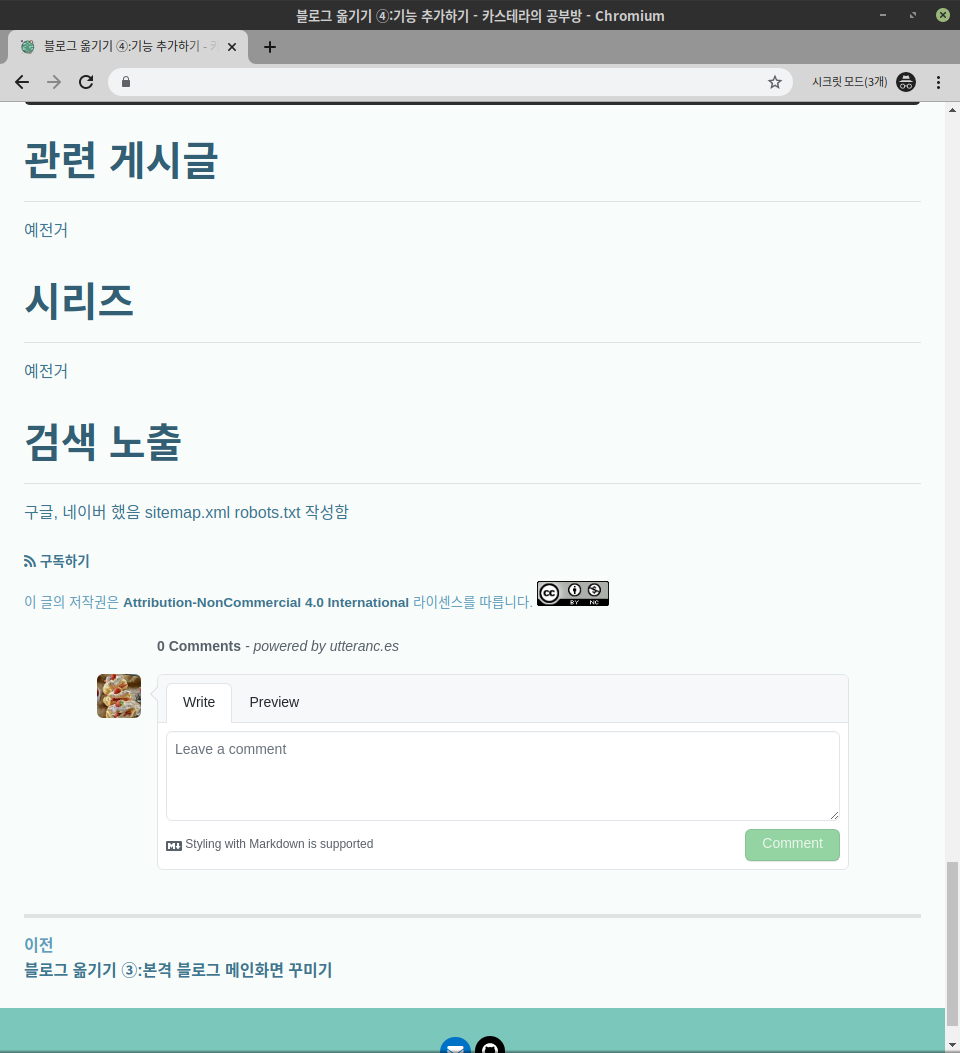 블로그 옮기기 ④:기능 추가하기 - 카스테라의 공부방 - Chromium
블로그 옮기기 ④:기능 추가하기 - 카
시크릿 모드(3개)
관련 게시글
예전거
시리즈
예전거
검색 노출
구글, 네이버 했음 sitemap.xml robots.txt 작성함
구독하기
이 글의 저작권은 Attribution-NonCommercial 4.0 International 라이센스를 따릅니다.
cc BY NC
0 Comments - powered by utteranc.es
Write Preview
Leave a comment
Styling with Markdown is supported
Comment
이전
블로그 옮기기 ③:본격 블로그 메인화면 꾸미기